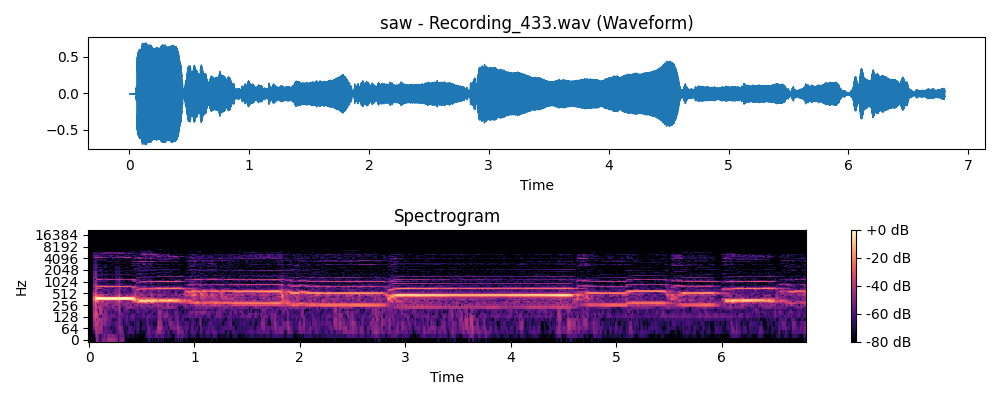 saw - Recording_433.wav (Waveform)
0.5
0.0
−0.5
0 1 2 3 4 5 6 7
Time
Spectrogram
16384
8192
4096
2048
1024
512
256
128
64
0
Hz
0 1 2 3 4 5 6
Time
+0 dB
-20 dB
-40 dB
-60 dB
-80 dB